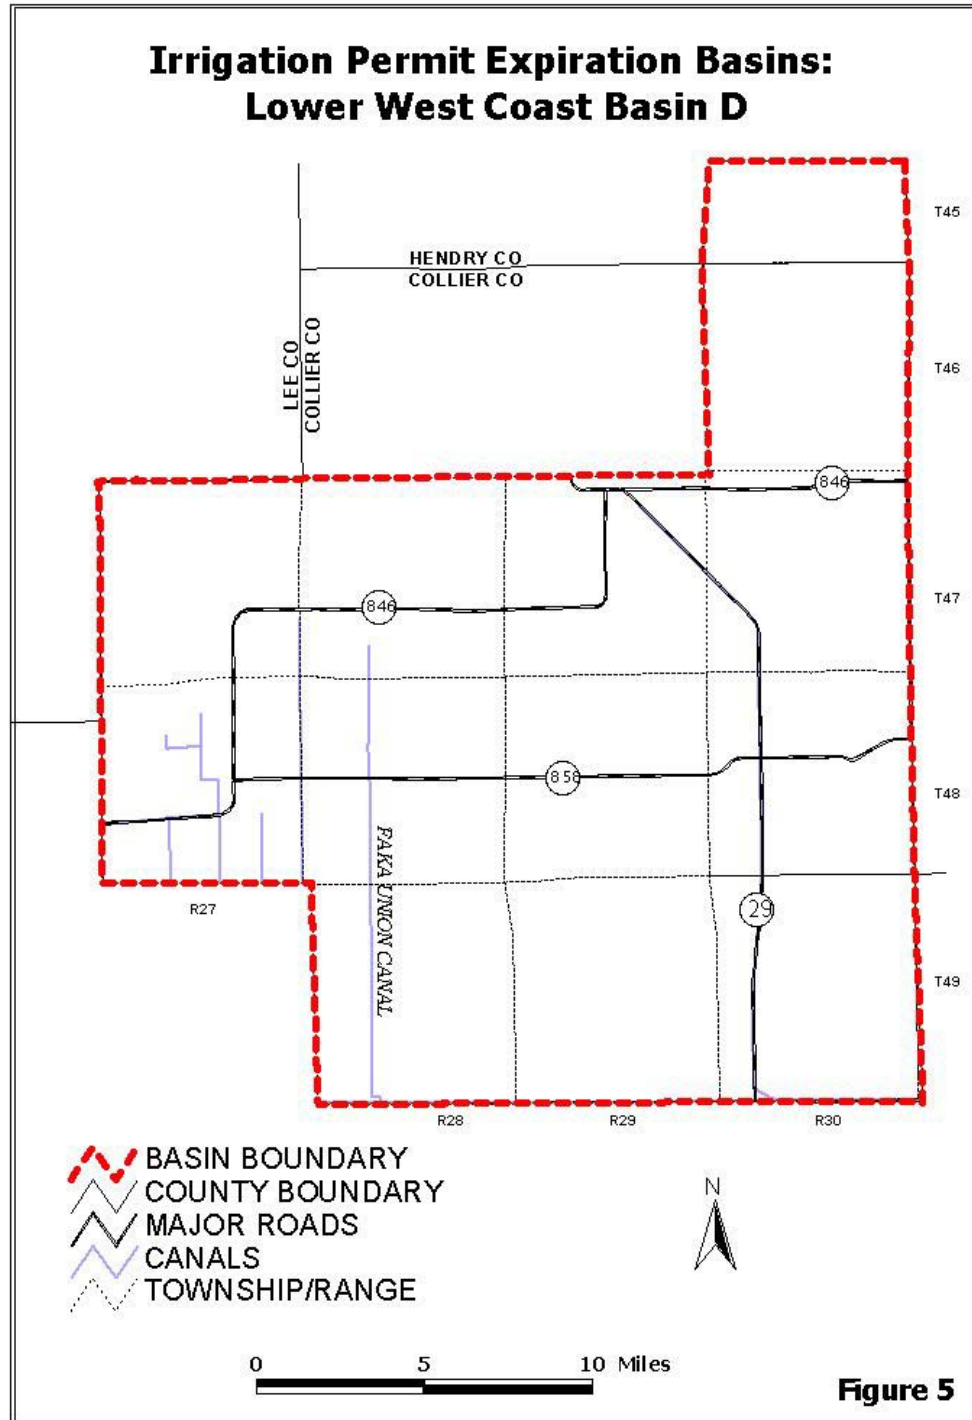 Irrigation Permit Expiration Basins:
Lower West Coast Basin D
T45
HENDRY CO
COLLIER CO
LEE CO
COLLIER CO
T46
846
T47
846
858
T48
FAKA UNION CANAL
R27
29
T49
R28
R29
R30
BASIN BOUNDARY
COUNTY BOUNDARY
MAJOR ROADS
CANALS
TOWNSHIP/RANGE
N
0 5 10 Miles
Figure 5